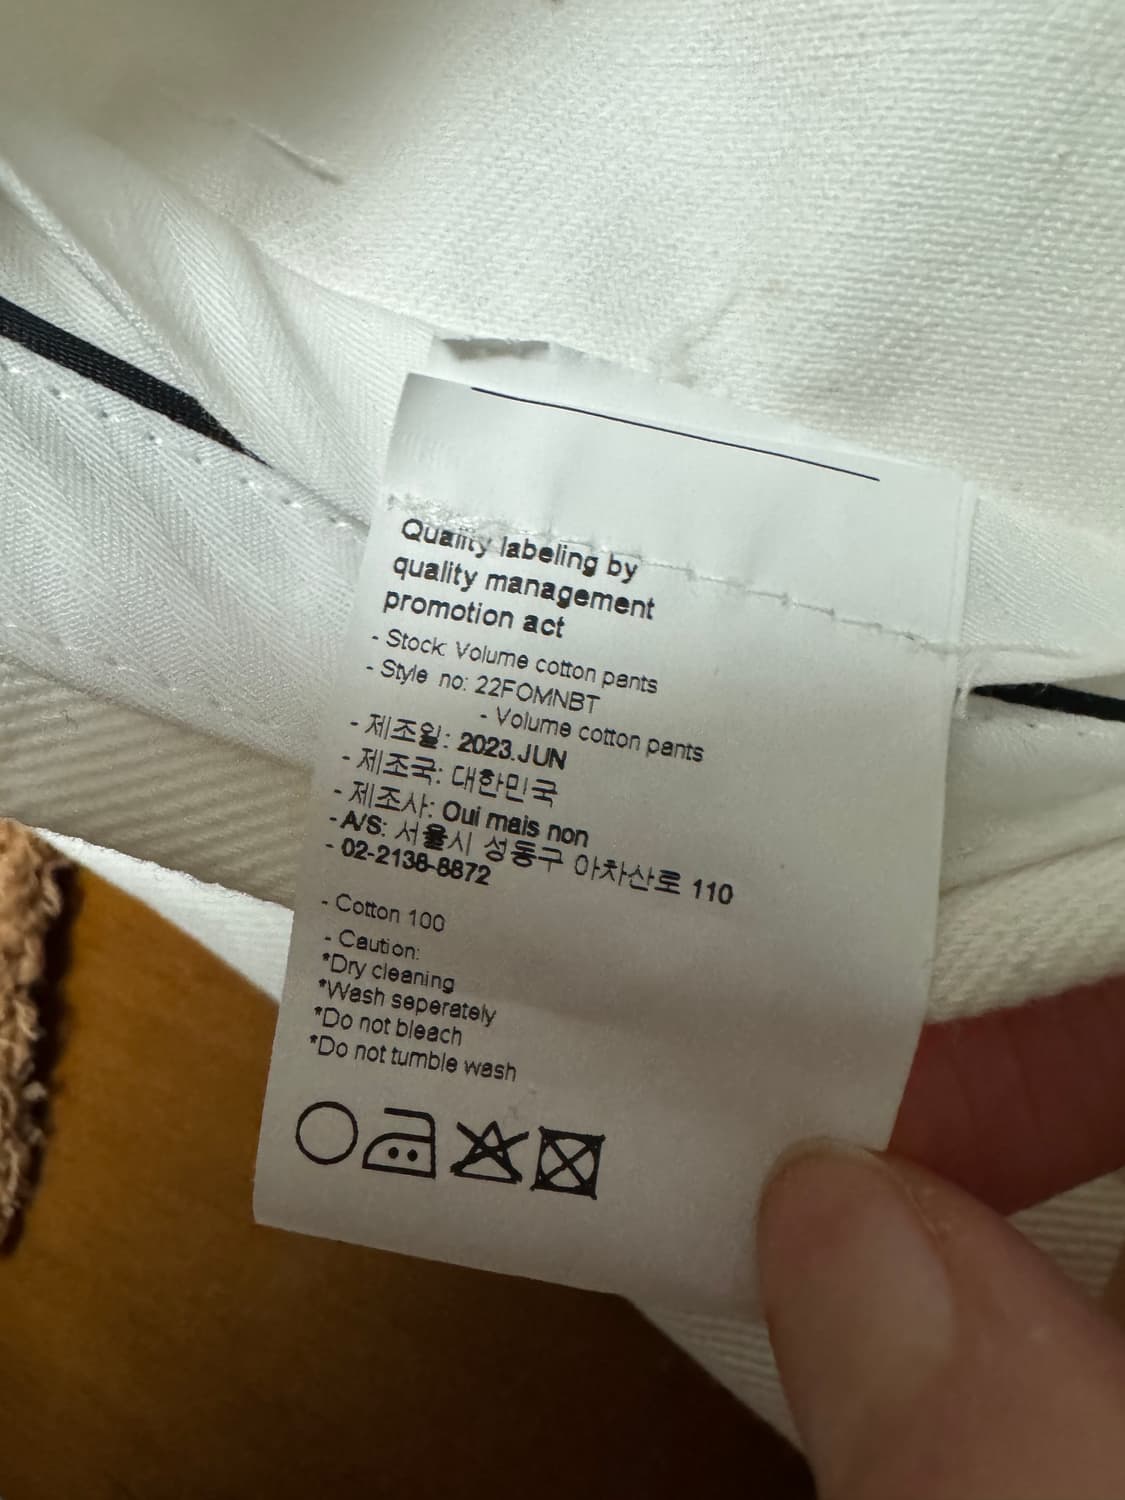 Quality labeling by
quality management
promotion act
- Stock: Volume cotton pants
- Style no: 22FOMNBT
- Volume cotton pants
- 제조월: 2023.JUN
- 제조국: 대한민국
- 제조사: Oui mais non
- A/S: 서울시 성동구 아차산로 110
- 02-2138-8872
- Cotton 100
- Caution:
*Dry cleaning
*Wash seperately
*Do not bleach
*Do not tumble wash